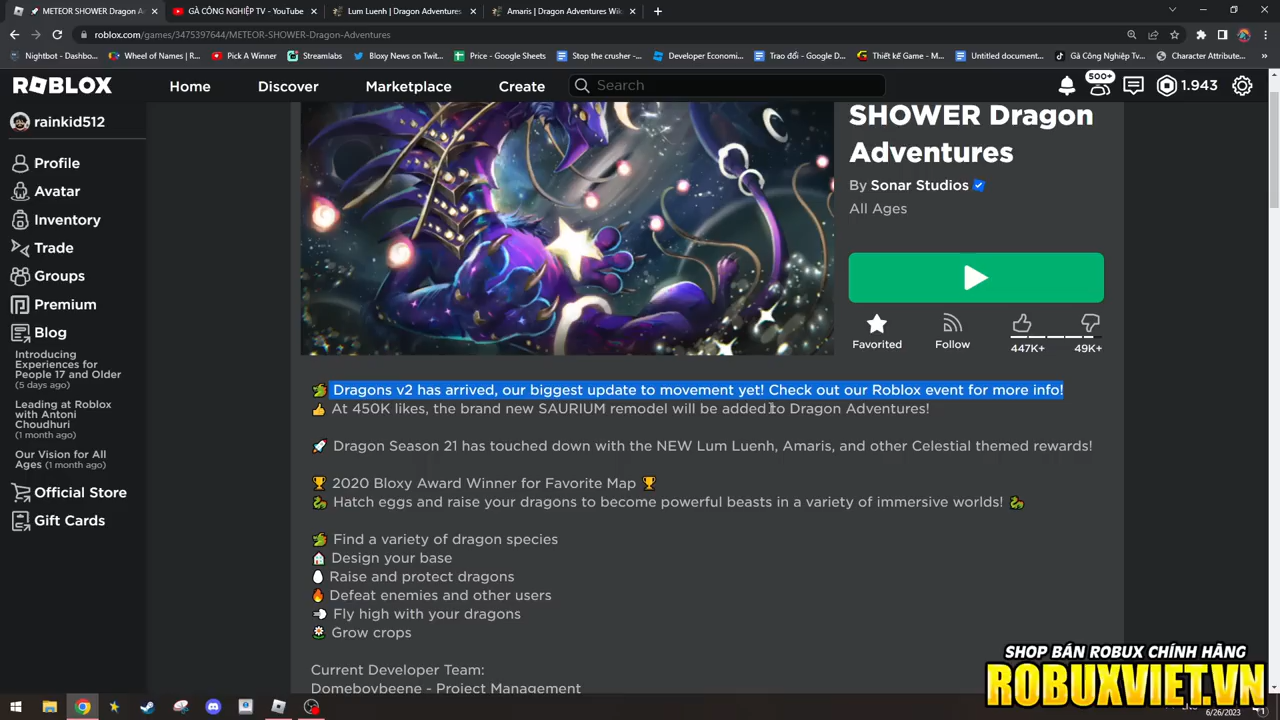 METEOR SHOWER Dragon A
GÀ CÔNG NGHIỆP TV - YouTube
Lum Luenh | Dragon Adventures
Amaris | Dragon Adventures Wik
roblox.com/games/3475397644/METEOR-SHOWER-Dragon-Adventures
Nightbot - Dashbo...
Wheel of Names | R...
Pick A Winner
Streamlabs
Bloxy News on Twit...
Price - Google Sheets
Stop the crusher -...
Developer Economi...
Trao đổi - Google D...
Thiết kế Game - M...
Untitled document...
Gà Công Nghiệp T...
Character Attribute...
ROBLOX
Home
Discover
Marketplace
Create
Search
500+
1.943
rainkid512
Profile
Avatar
Inventory
Trade
Groups
Premium
Blog
Introducing
Experiences for
People 17 and Older
(5 days ago)
Leading at Roblox
with Antoni
Choudhuri
(1 month ago)
Our Vision for All
Ages (1 month ago)
Official Store
Gift Cards
SHOWER Dragon
Adventures
By Sonar Studios
All Ages
Favorited
Follow
447K+
49K+
Dragons v2 has arrived, our biggest update to movement yet! Check out our Roblox event for more info!
At 450K likes, the brand new SAURIUM remodel will be added to Dragon Adventures!
Dragon Season 21 has touched down with the NEW Lum Luenh, Amaris, and other Celestial themed rewards!
2020 Bloxy Award Winner for Favorite Map
Hatch eggs and raise your dragons to become powerful beasts in a variety of immersive worlds!
Find a variety of dragon species
Design your base
Raise and protect dragons
Defeat enemies and other users
Fly high with your dragons
Grow crops
Current Developer Team:
Domeboybeene - Project Management
SHOP BÁN ROBUX CHÍNH HÃNG
ROBUXVIET.VN
6/26/2023